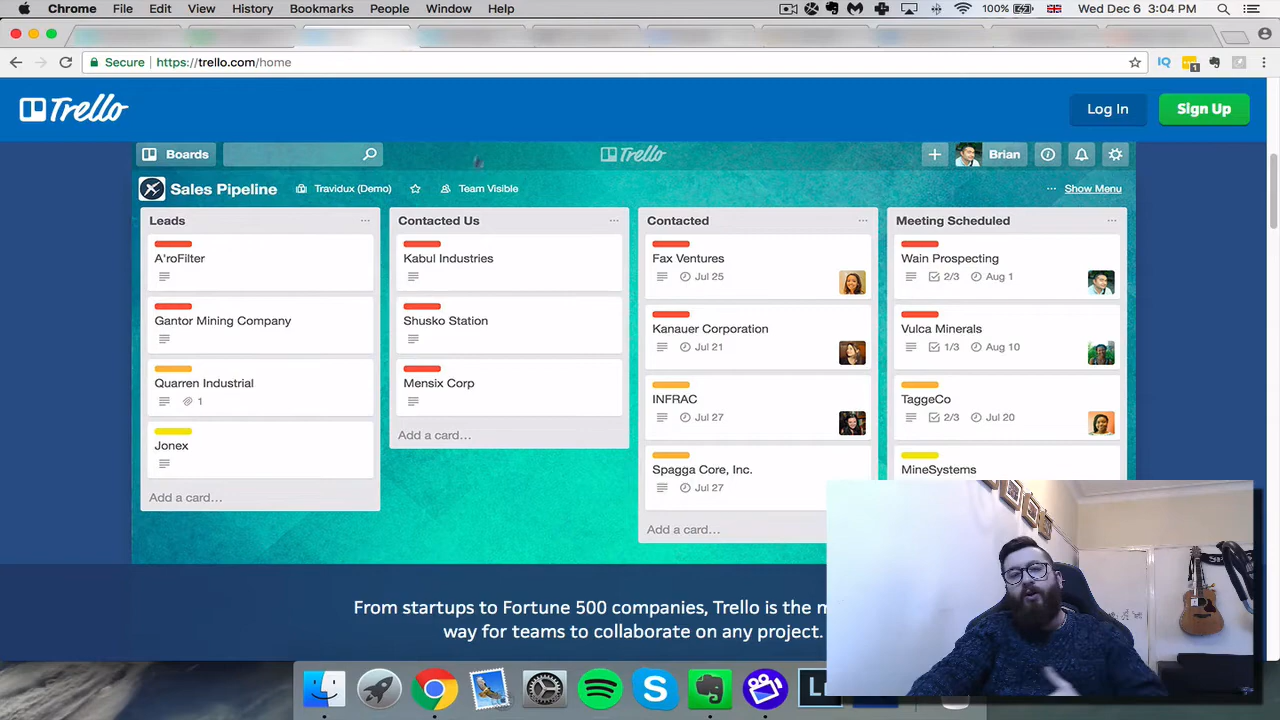 Chrome File Edit View History Bookmarks People Window Help 100% Wed Dec 6 3:04 PM
Secure https://trello.com/home IQ 1
Trello Log In Sign Up
Boards Trello Brian
Sales Pipeline Travidux (Demo) Team Visible ... Show Menu
Leads ...
A'roFilter
Gantor Mining Company
Quarren Industrial
1
Jonex
Add a card…
Contacted Us ...
Kabul Industries
Shusko Station
Mensix Corp
Add a card…
Contacted ...
Fax Ventures
Jul 25
Kanauer Corporation
Jul 21
INFRAC
Jul 27
Spagga Core, Inc.
Jul 27
Add a card…
Meeting Scheduled ...
Wain Prospecting
2/3 Aug 1
Vulca Minerals
1/3 Aug 10
TaggeCo
2/3 Jul 20
MineSystems
From startups to Fortune 500 companies, Trello is the
way for teams to collaborate on any project.